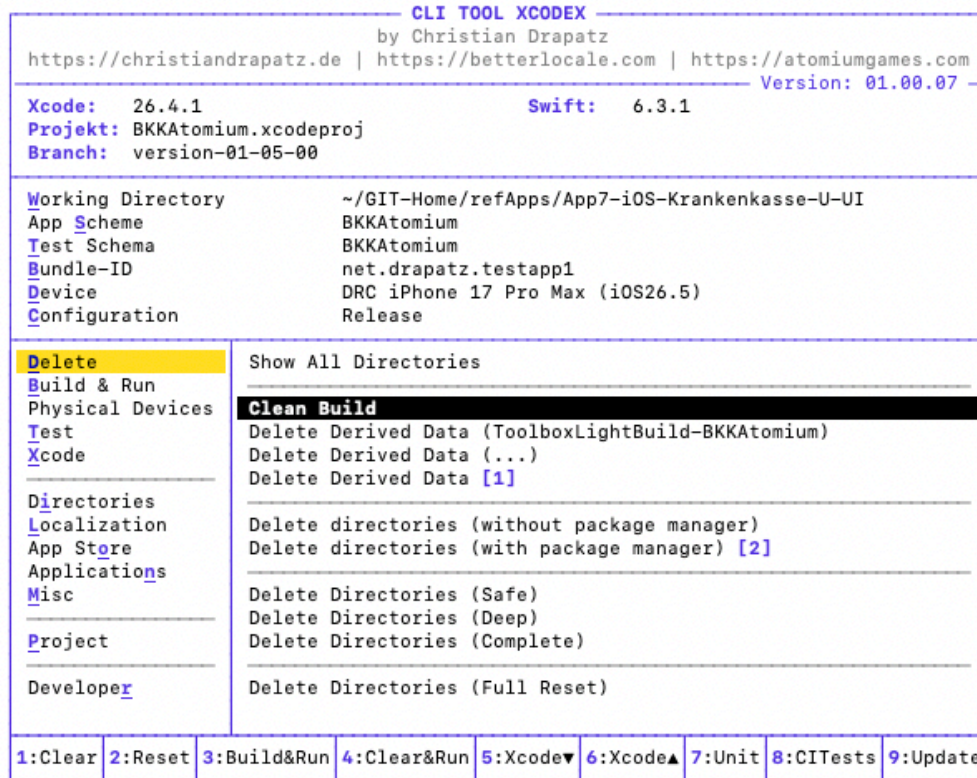 CLI TOOL XCODEX
by Christian Drapatz
https://christiandrapatz.de | https://betterlocale.com | https://atomiumgames.com
Version: 01.00.07
Xcode: 26.4.1 Swift: 6.3.1
Projekt: BKKAtomium.xcodeproj
Branch: version-01-05-00
Working Directory ~/GIT-Home/refApps/App7-iOS-Krankenkasse-U-UI
App Scheme BKKAtomium
Test Schema BKKAtomium
Bundle-ID net.drapatz.testapp1
Device DRC iPhone 17 Pro Max (iOS26.5)
Configuration Release
Delete
Build & Run
Physical Devices
Test
Xcode
Directories
Localization
App Store
Applications
Misc
Project
Developer
Show All Directories
Clean Build
Delete Derived Data (ToolboxLightBuild-BKKAtomium)
Delete Derived Data (...)
Delete Derived Data [1]
Delete directories (without package manager)
Delete directories (with package manager) [2]
Delete Directories (Safe)
Delete Directories (Deep)
Delete Directories (Complete)
Delete Directories (Full Reset)
1:Clear 2:Reset 3:Build&Run 4:Clear&Run 5:Xcode▼ 6:Xcode▲ 7:Unit 8:CITests 9:Updat